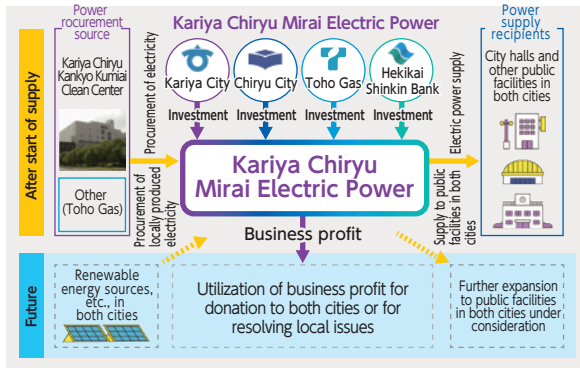 Power
procurement
source
Kariya Chiryu Mirai Electric Power
Power
supply
recipients
After start of supply
Kariya Chiryu
Kankyo Kumiai
Clean Center
Other
(Toho Gas)
Procurement of electricity
Procurement of
locally produced
electricity
Kariya City
Chiryu City
Toho Gas
Hekikai
Shinkin Bank
Investment
Investment
Investment
Investment
Kariya Chiryu
Mirai Electric Power
Electric power supply
Supply to public
facilities in both
cities
City halls and
other public
facilities in
both cities
Business profit
Future
Renewable
energy sources,
etc., in
both cities
Utilization of business profit for
donation to both cities or for
resolving local issues
Further expansion
to public facilities
in both cities under
consideration